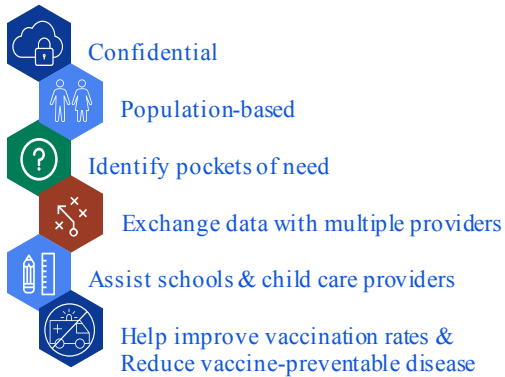 Confidential
Population-based
?
Identify pockets of need
Exchange data with multiple providers
Assist schools & child care providers
Help improve vaccination rates &
Reduce vaccine-preventable disease